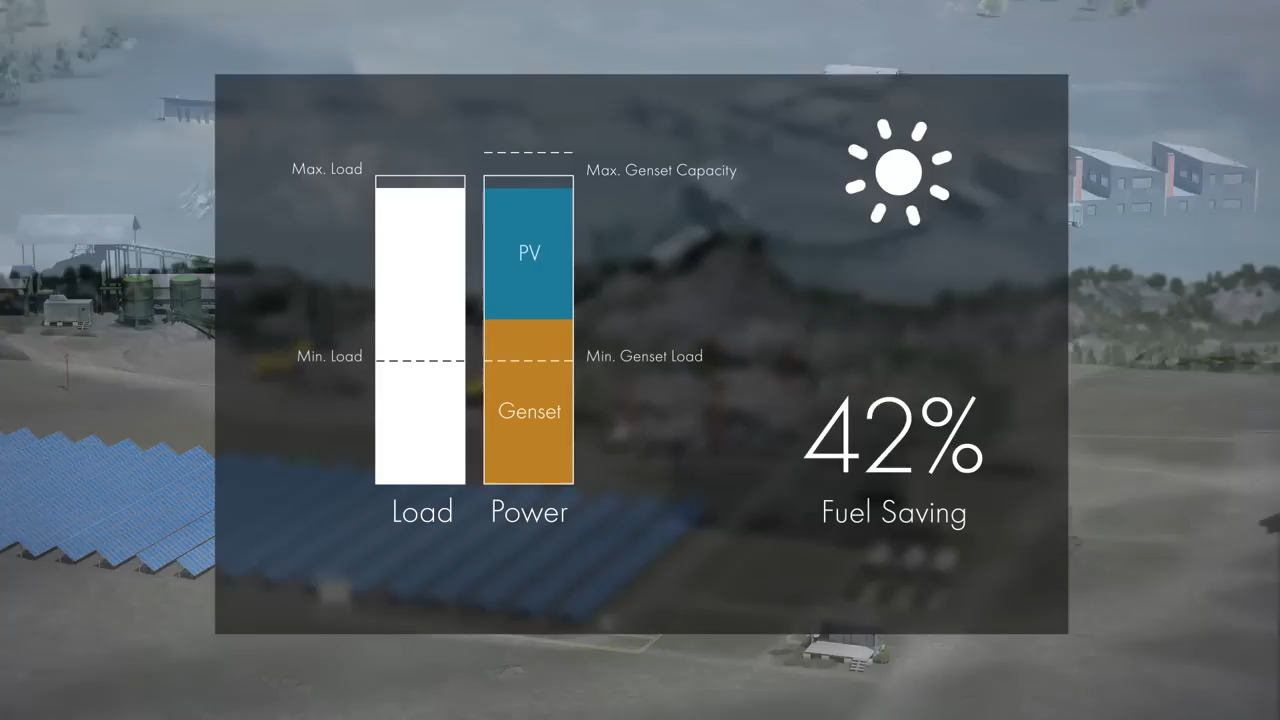 Max. Load
Max. Genset Capacity
PV
Min. Load
Min. Genset Load
Genset
Load
Power
42%
Fuel Saving